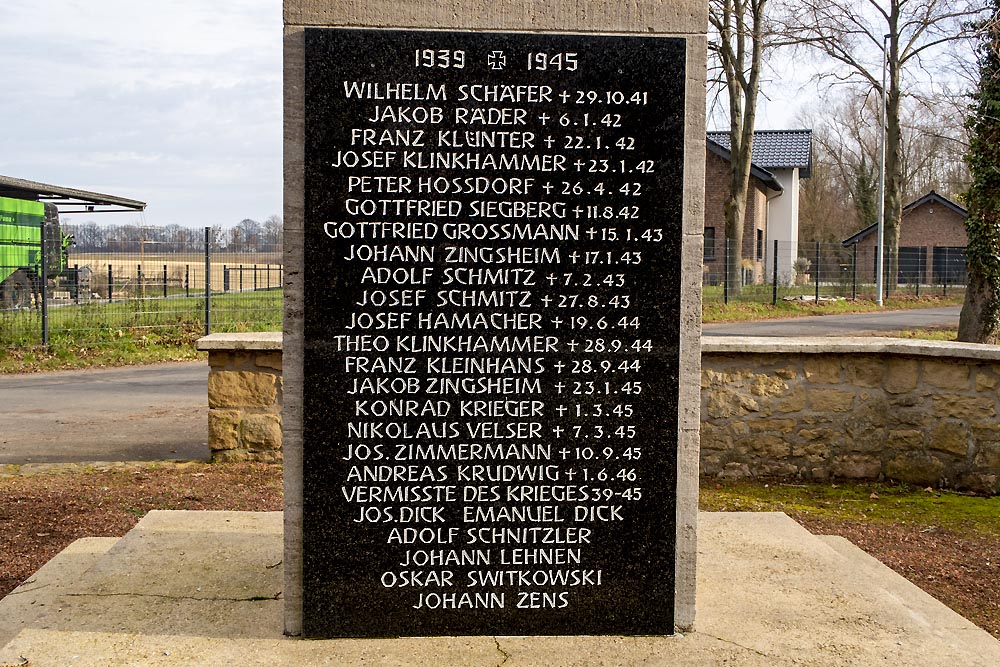 1939 ✠ 1945
WILHELM SCHÄFER + 29.10.41
JAKOB RÄDER + 6.1.42
FRANZ KLÜNTER + 22.1.42
JOSEF KLINKHAMMER + 23.1.42
PETER HOSSDORF + 26.4.42
GOTTFRIED SIEGBERG + 11.8.42
GOTTFRIED GROSSMANN + 15.1.43
JOHANN ZINGSHEIM + 17.1.43
ADOLF SCHMITZ + 7.2.43
JOSEF SCHMITZ + 27.8.43
JOSEF HAMACHER + 19.6.44
THEO KLINKHAMMER + 28.9.44
FRANZ KLEINHANS + 28.9.44
JAKOB ZINGSHEIM + 23.1.45
KONRAD KRIEGER + 1.3.45
NIKOLAUS VELSER + 7.3.45
JOS. ZIMMERMANN + 10.9.45
ANDREAS KRUDWIG + 1.6.46
VERMISSTE DES KRIEGES 39-45
JOS. DICK EMANUEL DICK
ADOLF SCHNITZLER
JOHANN LEHNEN
OSKAR SWITKOWSKI
JOHANN ZENS